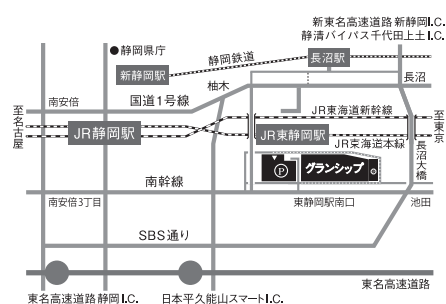 新東名高速道路 新静岡I.C.
静清バイパス千代田上土I.C.
●静岡県庁
静岡鉄道
長沼駅
新静岡駅
柚木
長沼
南安倍
国道1号線
至名古屋
JR静岡駅
JR東海道新幹線
JR東静岡駅
JR東海道本線
至東京
長沼大橋
P
グランシップ
南幹線
南安倍3丁目
東静岡駅南口
池田
SBS通り
東名高速道路
東名高速道路 静岡I.C.
日本平久能山スマートI.C.